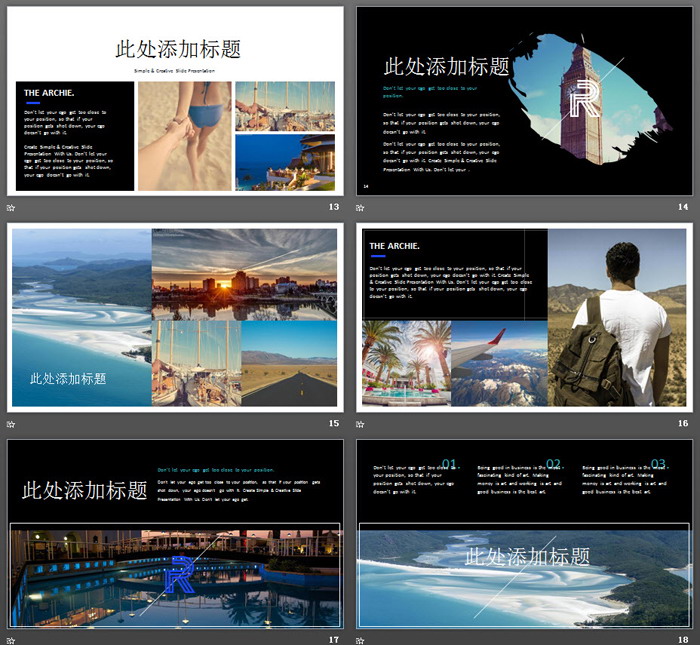 此处添加标题
Simple & Creative Slide Presentation
THE ARCHIE.
Don't let your ego get too close to
your position, so that if your
position gets shot down, your ego
doesn't go with it.
Create Simple & Creative Slide
Presentation With Us. Don't let your
ego get too close to your position, so
that if your position gets shot down,
your ego doesn't go with it.
13
此处添加标题
Don't let your ego get too close to your
position.
Don't let your ego get too close to your position,
so that if your position gets shot down, your ego
doesn't go with it.
Don't let your ego get too close to your position,
so that if your position gets shot down, your ego
doesn't go with it. Create Simple & Creative Slide
Presentation With Us. Don't let your .
R
14
14
此处添加标题
15
THE ARCHIE.
Don't let your ego get too close to your position, so that if your
position gets shot down, your ego doesn't go with it. Create Simple
& Creative Slide Presentation With Us. Don't let your ego get too close
to your position, so that if your position gets shot down, your ego
doesn't go with it.
16
此处添加标题
Don't let your ego get too close to your position.
Don't let your ego get too close to your position, so that if your position gets
shot down, your ego doesn't go with it. Create Simple & Creative Slide
Presentation With Us. Don't let your ego get.
R
17
01
Don't let your ego get too close to
your position, so that if your
position gets shot down, your ego
doesn't go with it.
02
Being good in business is the most
fascinating kind of art. Making
money is art and working is art and
good business is the best art.
03
Being good in business is the most
fascinating kind of art. Making
money is art and working is art and
good business is the best art.
此处添加标题
18